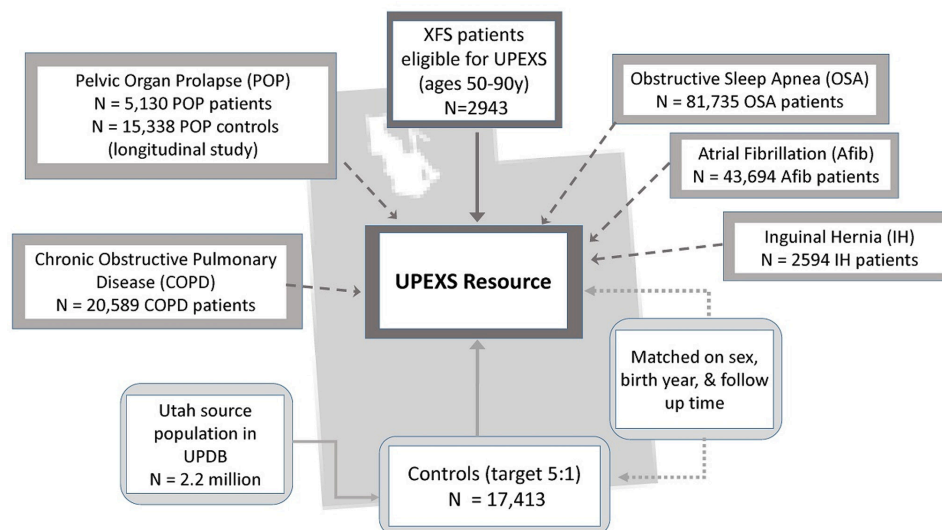 XFS patients
eligible for UPEXS
(ages 50-90y)
N=2943
Pelvic Organ Prolapse (POP)
N = 5,130 POP patients
N = 15,338 POP controls
(longitudinal study)
Obstructive Sleep Apnea (OSA)
N = 81,735 OSA patients
Atrial Fibrillation (Afib)
N = 43,694 Afib patients
Inguinal Hernia (IH)
N = 2594 IH patients
Chronic Obstructive Pulmonary
Disease (COPD)
N = 20,589 COPD patients
UPEXS Resource
Matched on sex,
birth year, & follow
up time
Utah source
population in
UPDB
N = 2.2 million
Controls (target 5:1)
N = 17,413